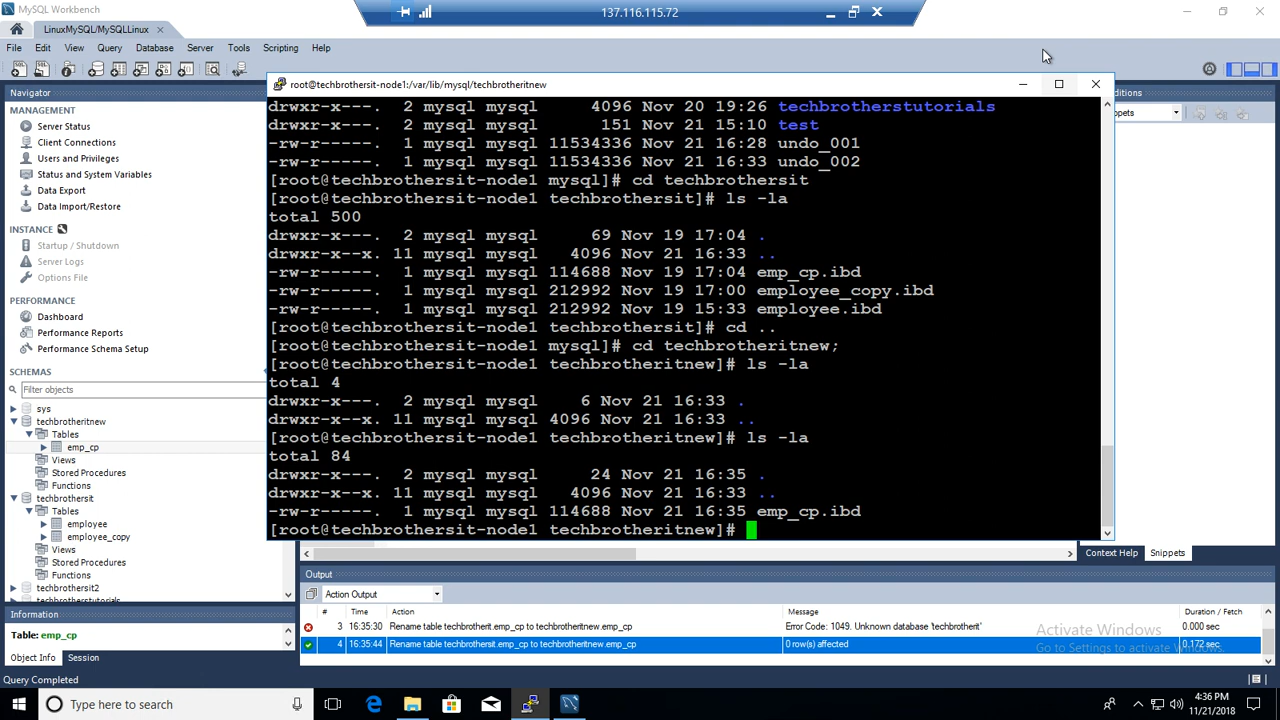 MySQL Workbench
137.116.115.72
LinuxMySQL/MySQLLinux
File Edit View Query Database Server Tools Scripting Help
Navigator
MANAGEMENT
Server Status
Client Connections
Users and Privileges
Status and System Variables
Data Export
Data Import/Restore
INSTANCE
Startup / Shutdown
Server Logs
Options File
PERFORMANCE
Dashboard
Performance Reports
Performance Schema Setup
SCHEMAS
Filter objects
sys
techbrotheritnew
Tables
emp_cp
Views
Stored Procedures
Functions
techbrothersit
Tables
employee
employee_copy
Views
Stored Procedures
Functions
techbrothersit2
techbrotherstutorials
Information
Table: emp_cp
Object Info Session
Query Completed
root@techbrothersit-node1:/var/lib/mysql/techbrotheritnew
drwxr-x---. 2 mysql mysql 4096 Nov 20 19:26 techbrotherstutorials
drwxr-x---. 2 mysql mysql 151 Nov 21 15:10 test
-rw-r-----. 1 mysql mysql 11534336 Nov 21 16:28 undo_001
-rw-r-----. 1 mysql mysql 11534336 Nov 21 16:33 undo_002
[root@techbrothersit-node1 mysql]# cd techbrothersit
[root@techbrothersit-node1 techbrothersit]# ls -la
total 500
drwxr-x---. 2 mysql mysql 69 Nov 19 17:04 .
drwxr-x--x. 11 mysql mysql 4096 Nov 21 16:33 ..
-rw-r-----. 1 mysql mysql 114688 Nov 19 17:04 emp_cp.ibd
-rw-r-----. 1 mysql mysql 212992 Nov 19 17:00 employee_copy.ibd
-rw-r-----. 1 mysql mysql 212992 Nov 19 15:33 employee.ibd
[root@techbrothersit-node1 techbrothersit]# cd ..
[root@techbrothersit-node1 mysql]# cd techbrotheritnew;
[root@techbrothersit-node1 techbrotheritnew]# ls -la
total 4
drwxr-x---. 2 mysql mysql 6 Nov 21 16:33 .
drwxr-x--x. 11 mysql mysql 4096 Nov 21 16:33 ..
[root@techbrothersit-node1 techbrotheritnew]# ls -la
total 84
drwxr-x---. 2 mysql mysql 24 Nov 21 16:35 .
drwxr-x--x. 11 mysql mysql 4096 Nov 21 16:33 ..
-rw-r-----. 1 mysql mysql 114688 Nov 21 16:35 emp_cp.ibd
[root@techbrothersit-node1 techbrotheritnew]#
Context Help Snippets
Output
Action Output
# Time Action Message Duration / Fetch
3 16:35:30 Rename table techbrotherit.emp_cp to techbrotheritnew.emp_cp Error Code: 1049. Unknown database 'techbrotherit' 0.000 sec
4 16:35:44 Rename table techbrothersit.emp_cp to techbrotheritnew.emp_cp 0 row(s) affected 0.172 sec
Activate Windows
Go to Settings to activate Windows.
Type here to search
4:36 PM
11/21/2018